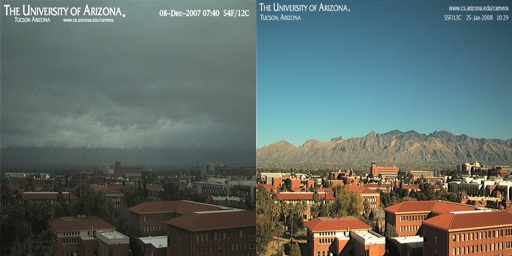 THE UNIVERSITY OF ARIZONA®
TUCSON ARIZONA www.cs.arizona.edu/camera
08-Dec-2007 07:40 54F/12C
THE UNIVERSITY OF ARIZONA®
TUCSON, ARIZONA
www.cs.arizona.edu/camera
55F/13C 25-Jan-2008 10:29